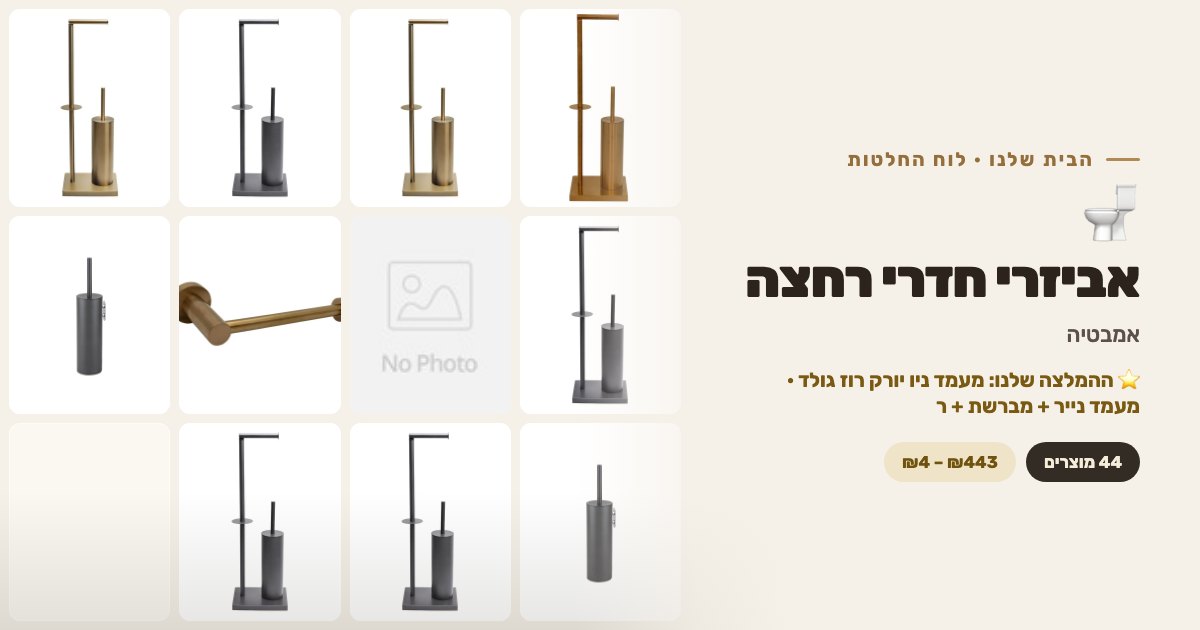 הבית שלנו • לוח החלטות
אביזרי חדרי רחצה
אמבטיה
⭐ ההמלצה שלנו: מעמד ניו יורק רוז גולד •
מעמד נייר + מברשת + ר
44 מוצרים
₪4 – ₪443
No Photo